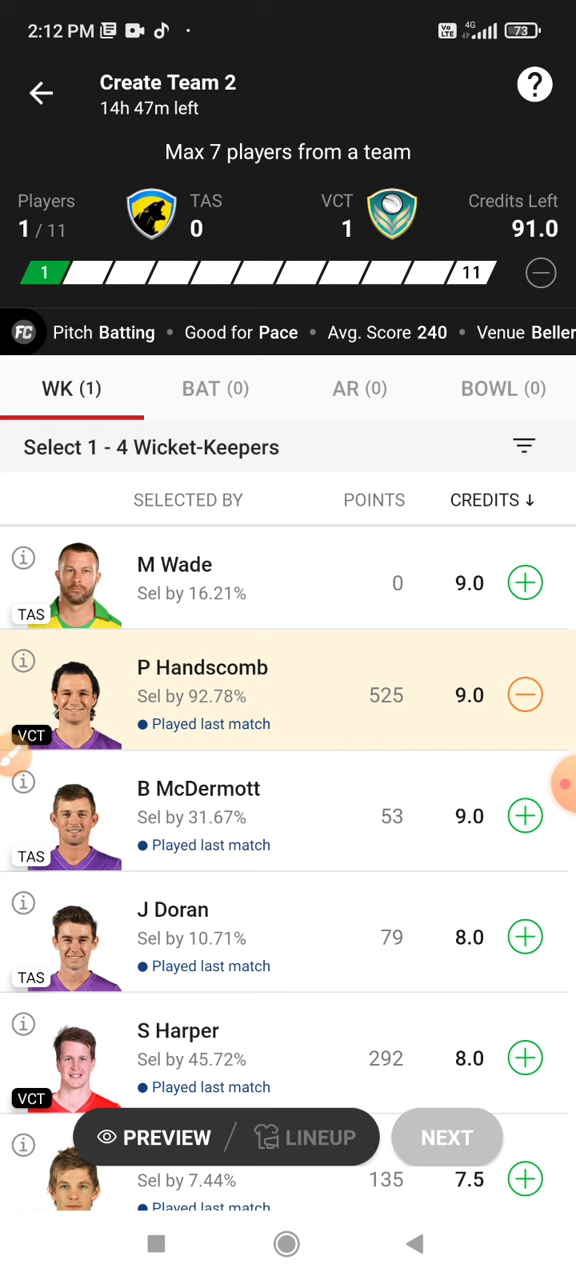 2:12 PM
Vo LTE 4G 73
Create Team 2
14h 47m left
?
Max 7 players from a team
Players TAS VCT Credits Left
1 / 11 0 1 91.0
1 11
FC Pitch Batting • Good for Pace • Avg. Score 240 • Venue Beller
WK (1) BAT (0) AR (0) BOWL (0)
Select 1 - 4 Wicket-Keepers
SELECTED BY POINTS CREDITS ↓
M Wade
Sel by 16.21% 0 9.0
TAS
P Handscomb
Sel by 92.78% 525 9.0
Played last match
VCT
B McDermott
Sel by 31.67% 53 9.0
Played last match
TAS
J Doran
Sel by 10.71% 79 8.0
Played last match
TAS
S Harper
Sel by 45.72% 292 8.0
Played last match
VCT
PREVIEW / LINEUP NEXT
Sel by 7.44% 135 7.5
Played last match